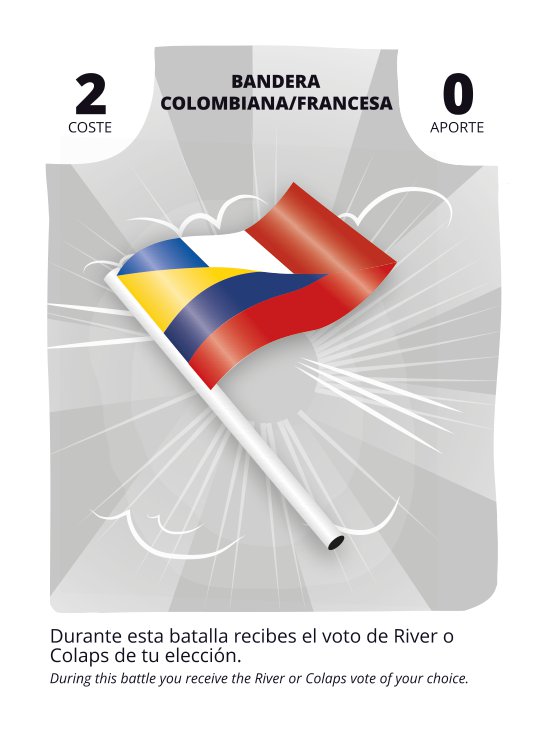 2
COSTE
BANDERA
COLOMBIANA/FRANCESA
0
APORTE
Durante esta batalla recibes el voto de River o
Colaps de tu elección.
During this battle you receive the River or Colaps vote of your choice.